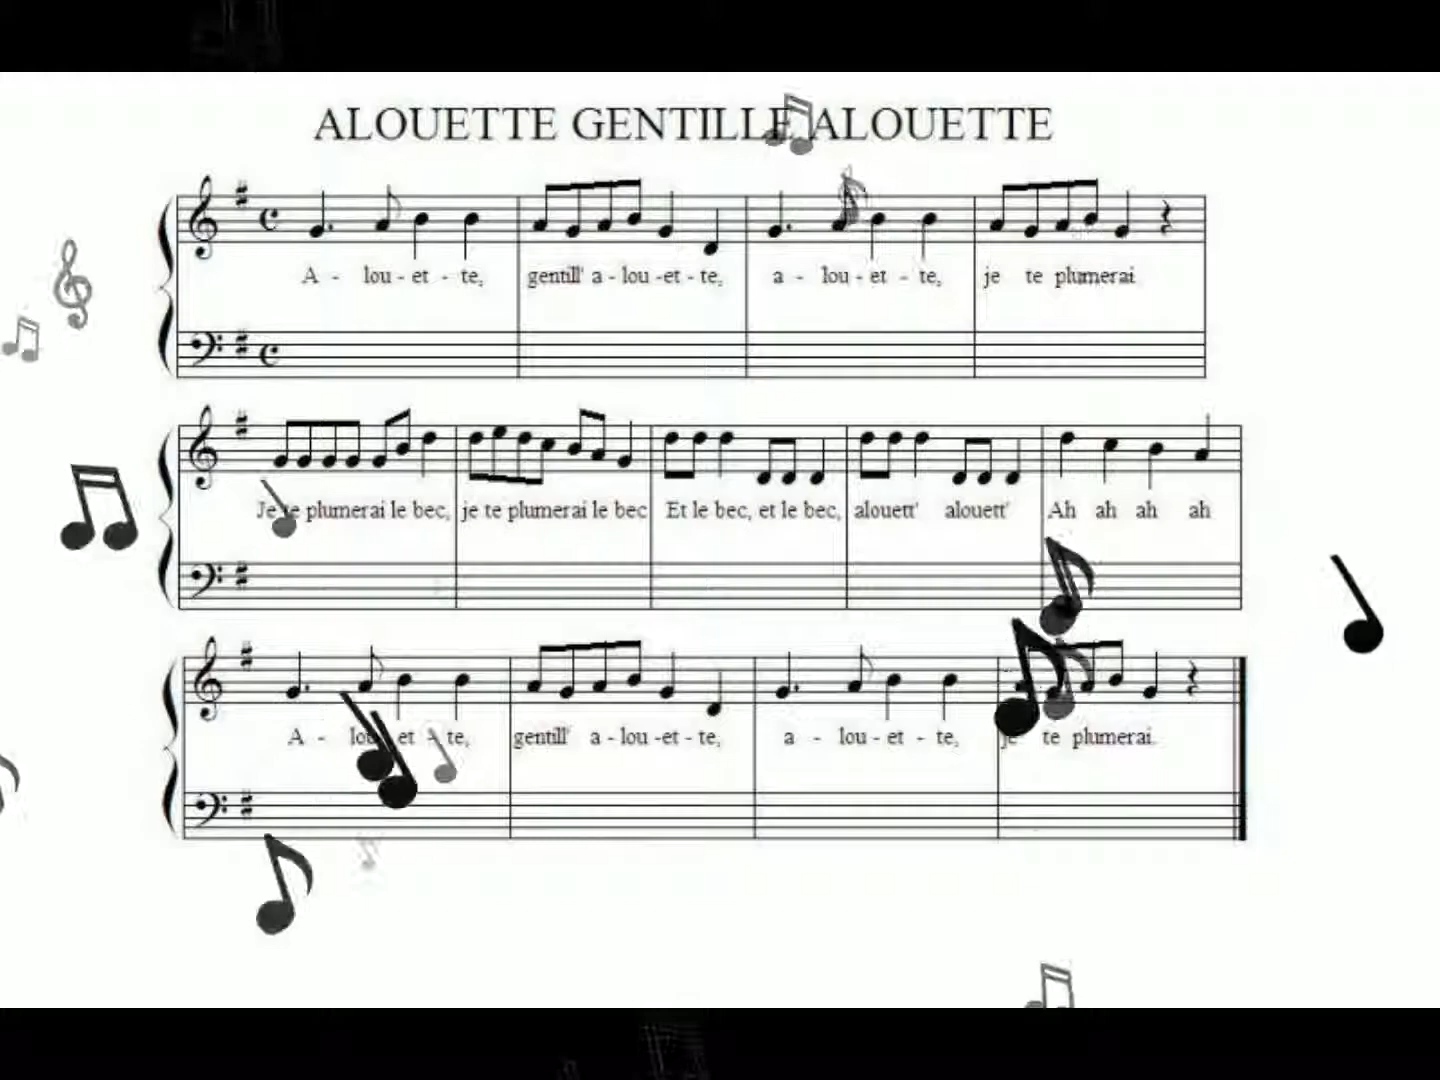 ALOUETTE GENTILLE ALOUETTE
A - lou - et - te, gentill' a - lou - et - te, a - lou - et - te, je te plumerai
Je te plumerai le bec, je te plumerai le bec Et le bec, et le bec, alouett' alouett' Ah ah ah ah
A - lou - et - te, gentill' a - lou - et - te, a - lou - et - te, je te plumerai.